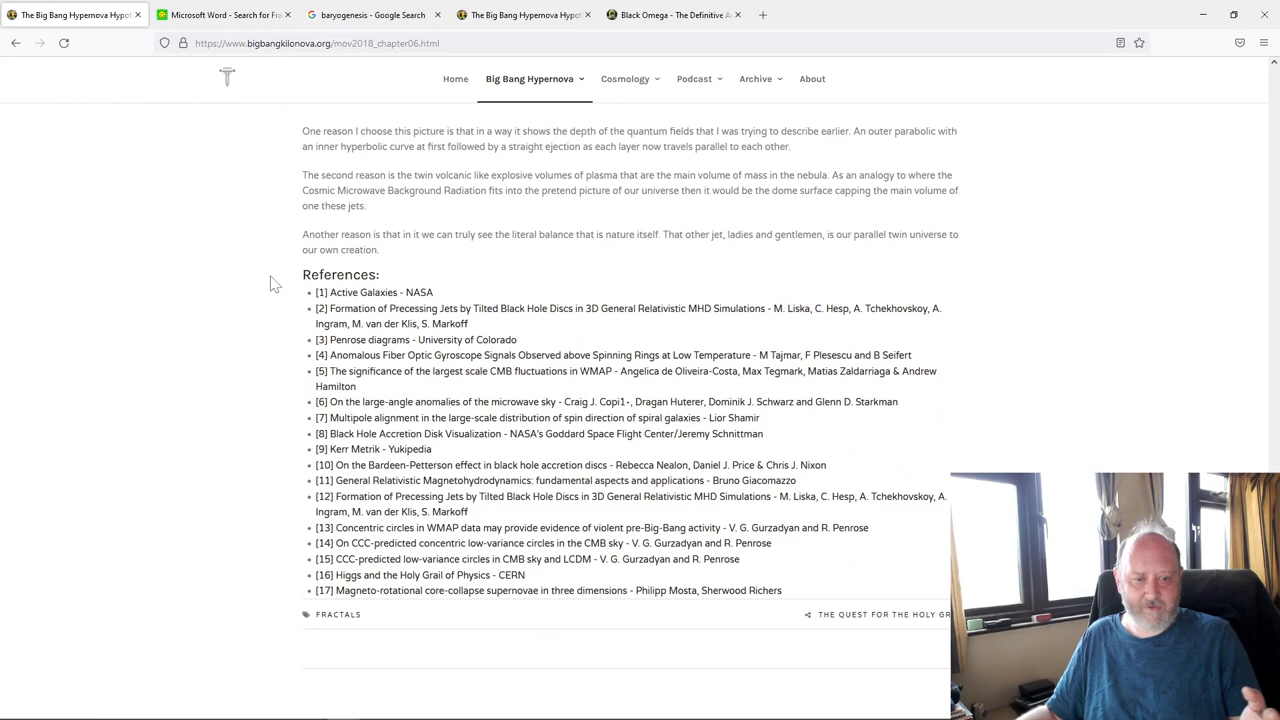 The Big Bang Hypernova Hypot
Microsoft Word - Search for Fra
baryogenesis - Google Search
The Big Bang Hypernova Hypot
Black Omega - The Definitive A
https://www.bigbangkilonova.org/mov2018_chapter06.html
Home
Big Bang Hypernova
Cosmology
Podcast
Archive
About
One reason I choose this picture is that in a way it shows the depth of the quantum fields that I was trying to describe earlier. An outer parabolic with
an inner hyperbolic curve at first followed by a straight ejection as each layer now travels parallel to each other.
The second reason is the twin volcanic like explosive volumes of plasma that are the main volume of mass in the nebula. As an analogy to where the
Cosmic Microwave Background Radiation fits into the pretend picture of our universe then it would be the dome surface capping the main volume of
one these jets.
Another reason is that in it we can truly see the literal balance that is nature itself. That other jet, ladies and gentlemen, is our parallel twin universe to
our own creation.
References:
[1] Active Galaxies - NASA
[2] Formation of Precessing Jets by Tilted Black Hole Discs in 3D General Relativistic MHD Simulations - M. Liska, C. Hesp, A. Tchekhovskoy, A.
Ingram, M. van der Klis, S. Markoff
[3] Penrose diagrams - University of Colorado
[4] Anomalous Fiber Optic Gyroscope Signals Observed above Spinning Rings at Low Temperature - M Tajmar, F Plesescu and B Seifert
[5] The significance of the largest scale CMB fluctuations in WMAP - Angelica de Oliveira-Costa, Max Tegmark, Matias Zaldarriaga & Andrew
Hamilton
[6] On the large-angle anomalies of the microwave sky - Craig J. Copi1⋆, Dragan Huterer, Dominik J. Schwarz and Glenn D. Starkman
[7] Multipole alignment in the large-scale distribution of spin direction of spiral galaxies - Lior Shamir
[8] Black Hole Accretion Disk Visualization - NASA's Goddard Space Flight Center/Jeremy Schnittman
[9] Kerr Metrik - Yukipedia
[10] On the Bardeen-Petterson effect in black hole accretion discs - Rebecca Nealon, Daniel J. Price & Chris J. Nixon
[11] General Relativistic Magnetohydrodynamics: fundamental aspects and applications - Bruno Giacomazzo
[12] Formation of Precessing Jets by Tilted Black Hole Discs in 3D General Relativistic MHD Simulations - M. Liska, C. Hesp, A. Tchekhovskoy, A.
Ingram, M. van der Klis, S. Markoff
[13] Concentric circles in WMAP data may provide evidence of violent pre-Big-Bang activity - V. G. Gurzadyan and R. Penrose
[14] On CCC-predicted concentric low-variance circles in the CMB sky - V. G. Gurzadyan and R. Penrose
[15] CCC-predicted low-variance circles in CMB sky and LCDM - V. G. Gurzadyan and R. Penrose
[16] Higgs and the Holy Grail of Physics - CERN
[17] Magneto-rotational core-collapse supernovae in three dimensions - Philipp Mosta, Sherwood Richers
FRACTALS
THE QUEST FOR THE HOLY GR